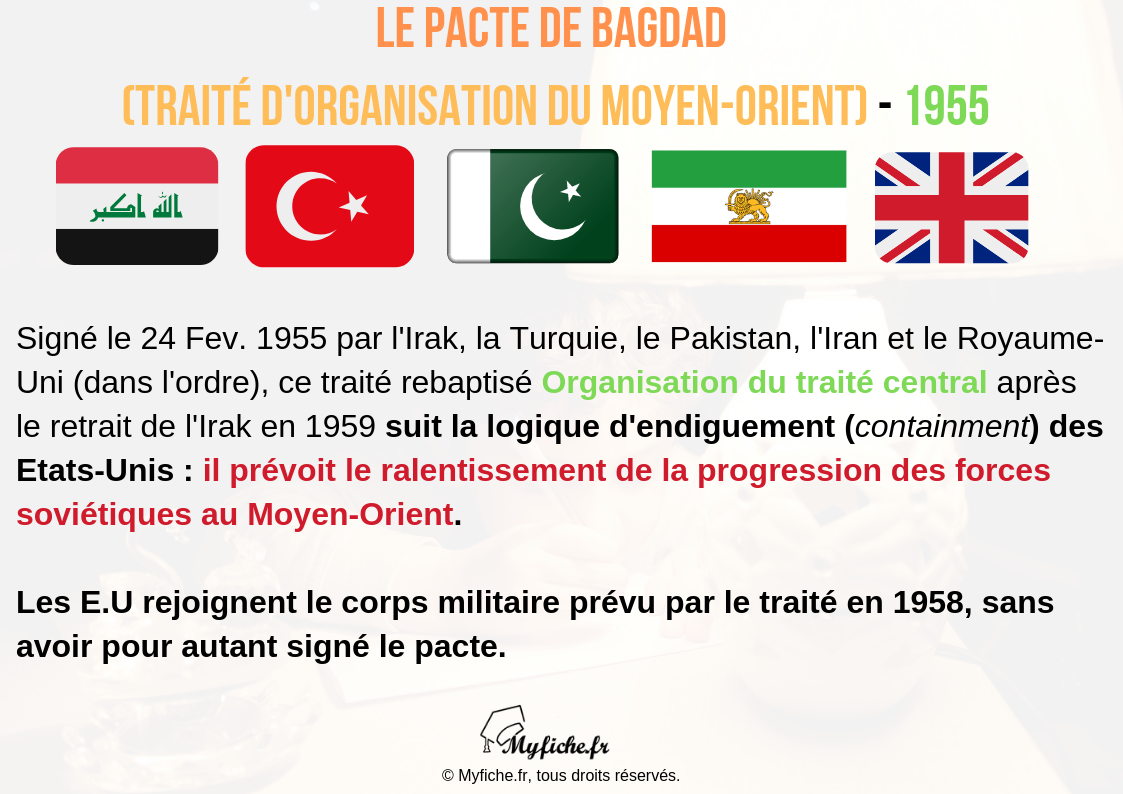 LE PACTE DE BAGDAD
(TRAITÉ D'ORGANISATION DU MOYEN-ORIENT) - 1955
الله اكبر
Signé le 24 Fev. 1955 par l'Irak, la Turquie, le Pakistan, l'Iran et le Royaume-
Uni (dans l'ordre), ce traité rebaptisé Organisation du traité central après
le retrait de l'Irak en 1959 suit la logique d'endiguement (containment) des
Etats-Unis : il prévoit le ralentissement de la progression des forces
soviétiques au Moyen-Orient.
Les E.U rejoignent le corps militaire prévu par le traité en 1958, sans
avoir pour autant signé le pacte.
Myfiche.fr
© Myfiche.fr, tous droits réservés.